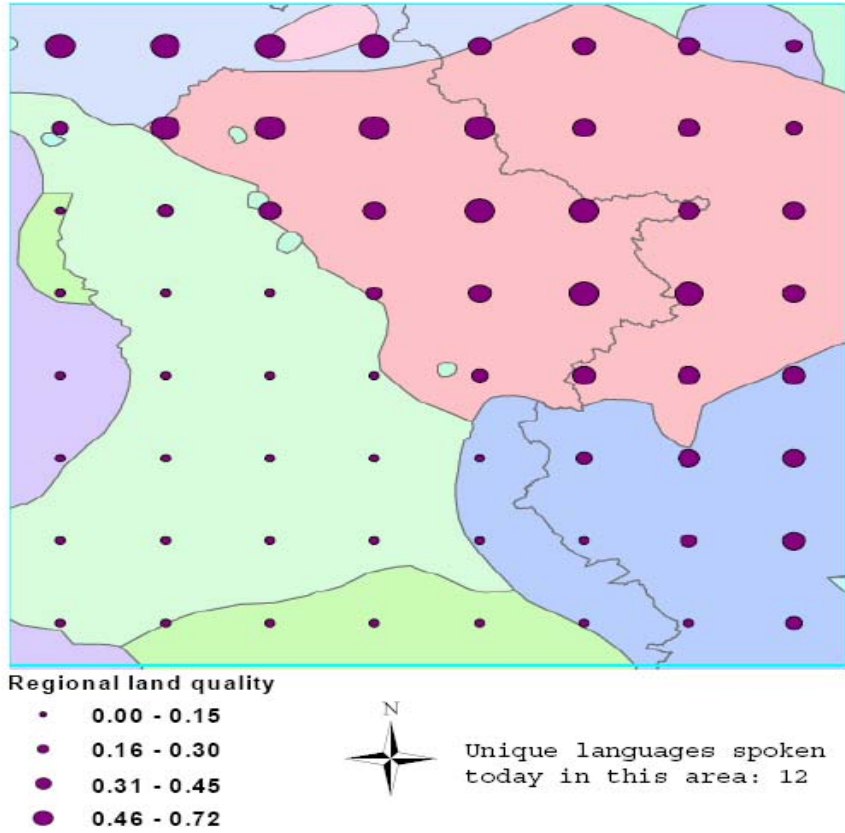 Regional land quality
0.00 - 0.15
0.16 - 0.30
0.31 - 0.45
0.46 - 0.72
N
Unique languages spoken
today in this area: 12